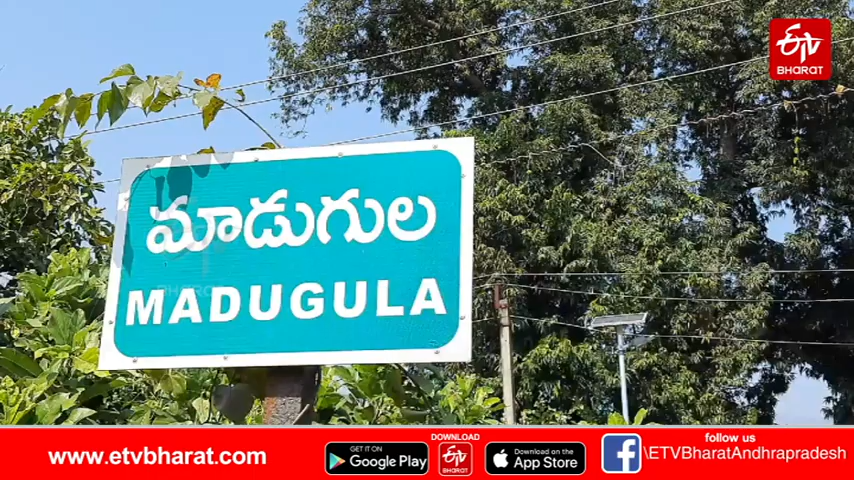 ETV
BHARAT
మాడుగుల
MADUGULA
www.etvbharat.com
GET IT ON
Google Play
DOWNLOAD
ETV
BHARAT
Download on the
App Store
follow us
\ETVBharatAndhrapradesh